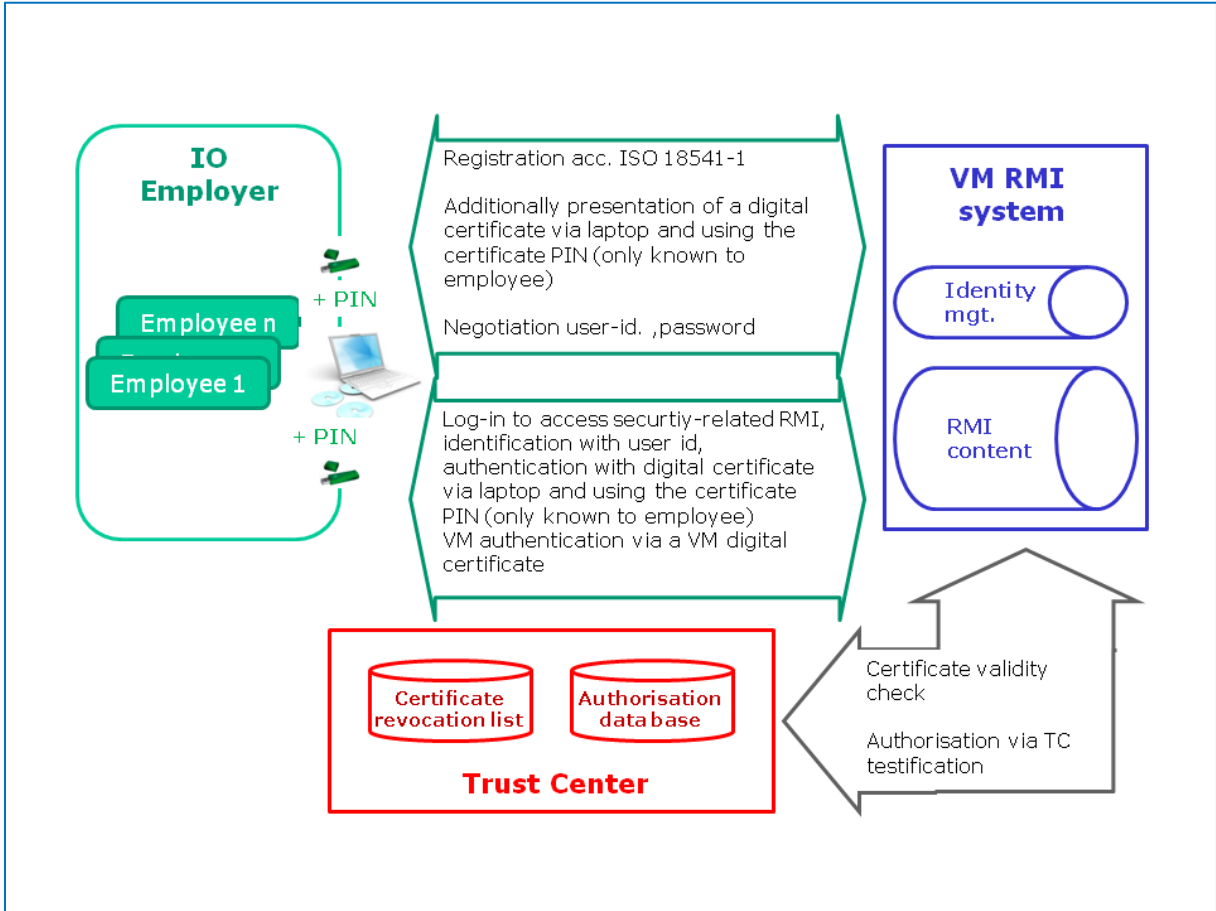 IO
Employer
+ PIN
Employee n
Employee 1
+ PIN
Registration acc. ISO 18541-1
Additionally presentation of a digital
certificate via laptop and using the
certificate PIN (only known to
employee)
Negotiation user-id. ,password
Log-in to access securtiy-related RMI,
identification with user id,
authentication with digital certificate
via laptop and using the certificate
PIN (only known to employee)
VM authentication via a VM digital
certificate
VM RMI
system
Identity
mgt.
RMI
content
Certificate
revocation list
Authorisation
database
Trust Center
Certificate validity
check
Authorisation via TC
testification